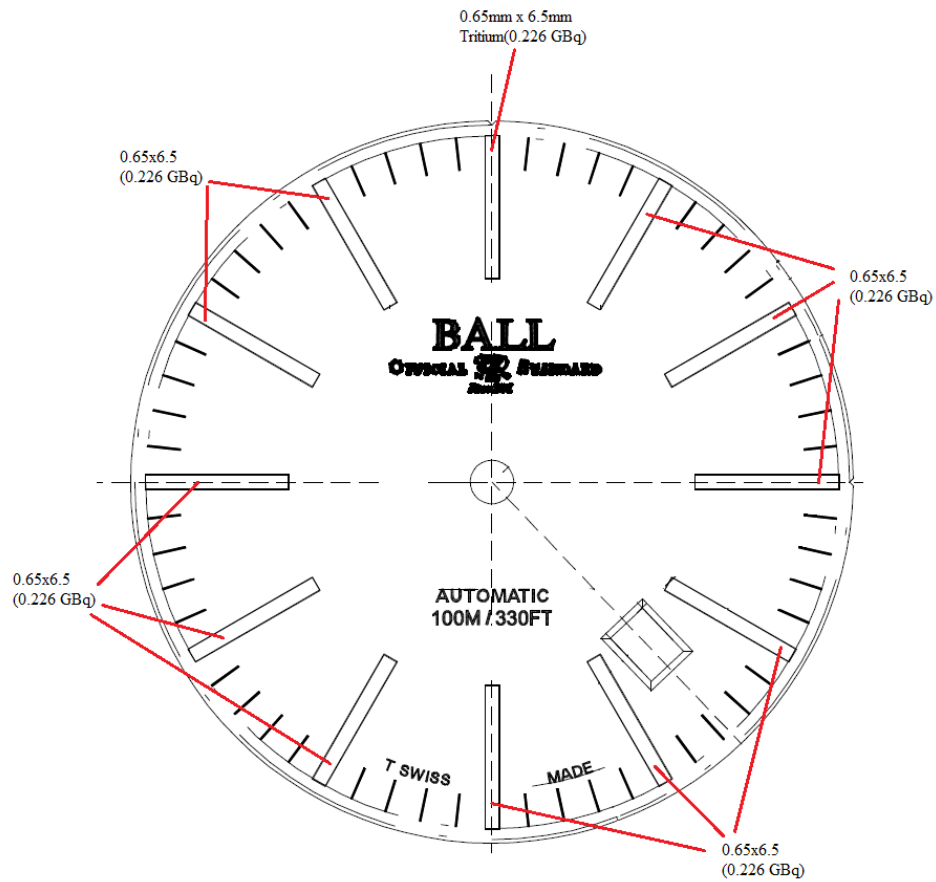 0.65mm x 6.5mm
Tritium(0.226 GBq)
0.65x6.5
(0.226 GBq)
0.65x6.5
(0.226 GBq)
BALL
AUTOMATIC
100M / 330FT
0.65x6.5
(0.226 GBq)
T SWISS MADE
0.65x6.5
(0.226 GBq)